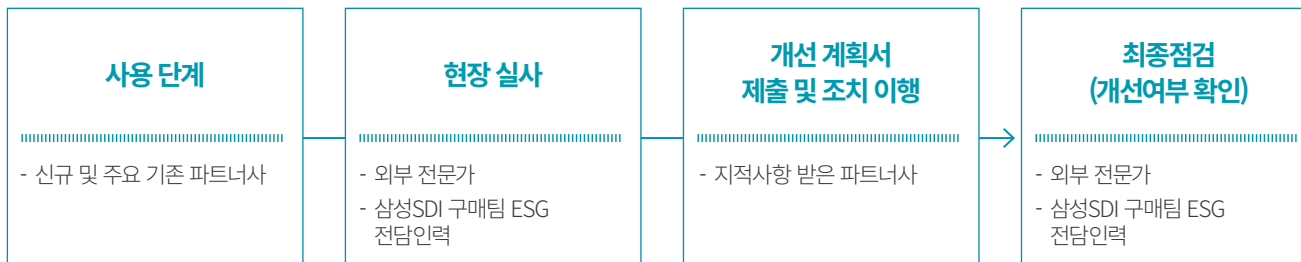 사용 단계
- 신규 및 주요 기존 파트너사
현장 실사
- 외부 전문가
- 삼성SDI 구매팀 ESG
전담인력
개선 계획서
제출 및 조치 이행
- 지적사항 받은 파트너사
최종점검
(개선여부 확인)
- 외부 전문가
- 삼성SDI 구매팀 ESG
전담인력